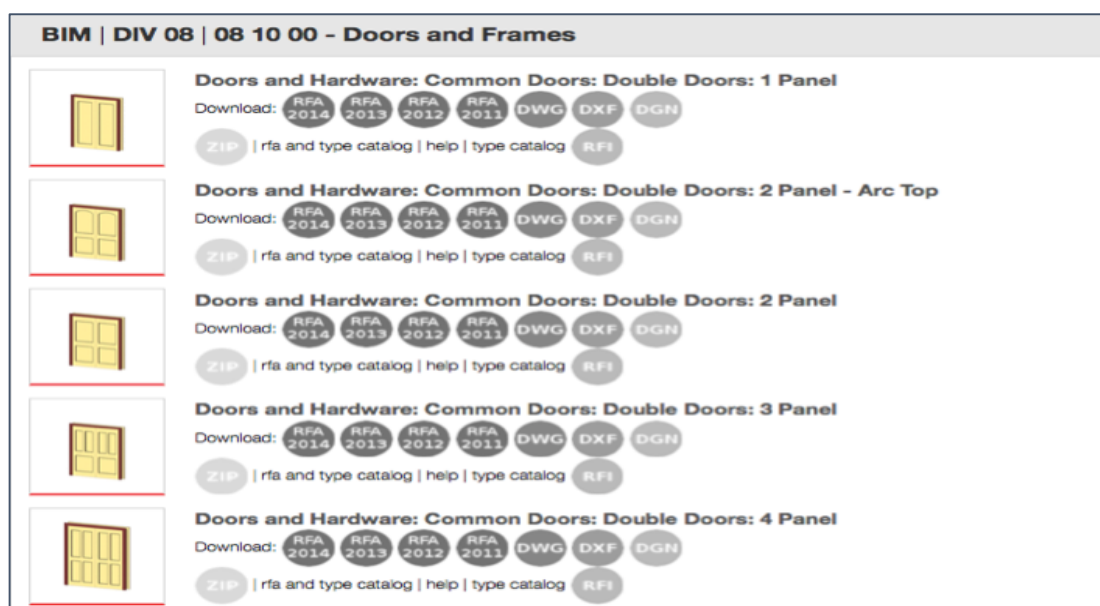 BIM | DIV 08 | 08 10 00 - Doors and Frames
Doors and Hardware: Common Doors: Double Doors: 1 Panel
Download: RFA 2014 RFA 2013 RFA 2012 RFA 2011 DWG DXF DGN
ZIP | rfa and type catalog | help | type catalog RFI
Doors and Hardware: Common Doors: Double Doors: 2 Panel - Arc Top
Download: RFA 2014 RFA 2013 RFA 2012 RFA 2011 DWG DXF DGN
ZIP | rfa and type catalog | help | type catalog RFI
Doors and Hardware: Common Doors: Double Doors: 2 Panel
Download: RFA 2014 RFA 2013 RFA 2012 RFA 2011 DWG DXF DGN
ZIP | rfa and type catalog | help | type catalog RFI
Doors and Hardware: Common Doors: Double Doors: 3 Panel
Download: RFA 2014 RFA 2013 RFA 2012 RFA 2011 DWG DXF DGN
ZIP | rfa and type catalog | help | type catalog RFI
Doors and Hardware: Common Doors: Double Doors: 4 Panel
Download: RFA 2014 RFA 2013 RFA 2012 RFA 2011 DWG DXF DGN
ZIP | rfa and type catalog | help | type catalog RFI